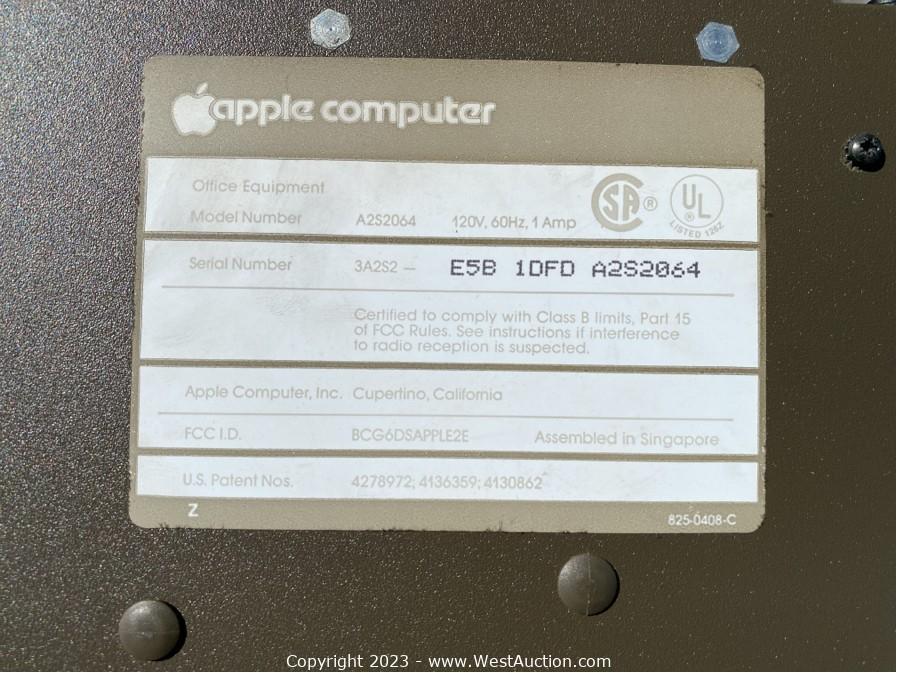 apple computer
Office Equipment
Model Number A2S2064 120V, 60Hz, 1 Amp
SA ®
UL ®
LISTED 126Z
Serial Number 3A2S2 — E5B 1DFD A2S2064
Certified to comply with Class B limits, Part 15
of FCC Rules. See instructions if interference
to radio reception is suspected.
Apple Computer, Inc. Cupertino, California
FCC I.D. BCG6DSAPPLE2E Assembled in Singapore
U.S. Patent Nos. 4278972; 4136359; 4130862
Z 825-0408-C
Copyright 2023 - www.WestAuction.com